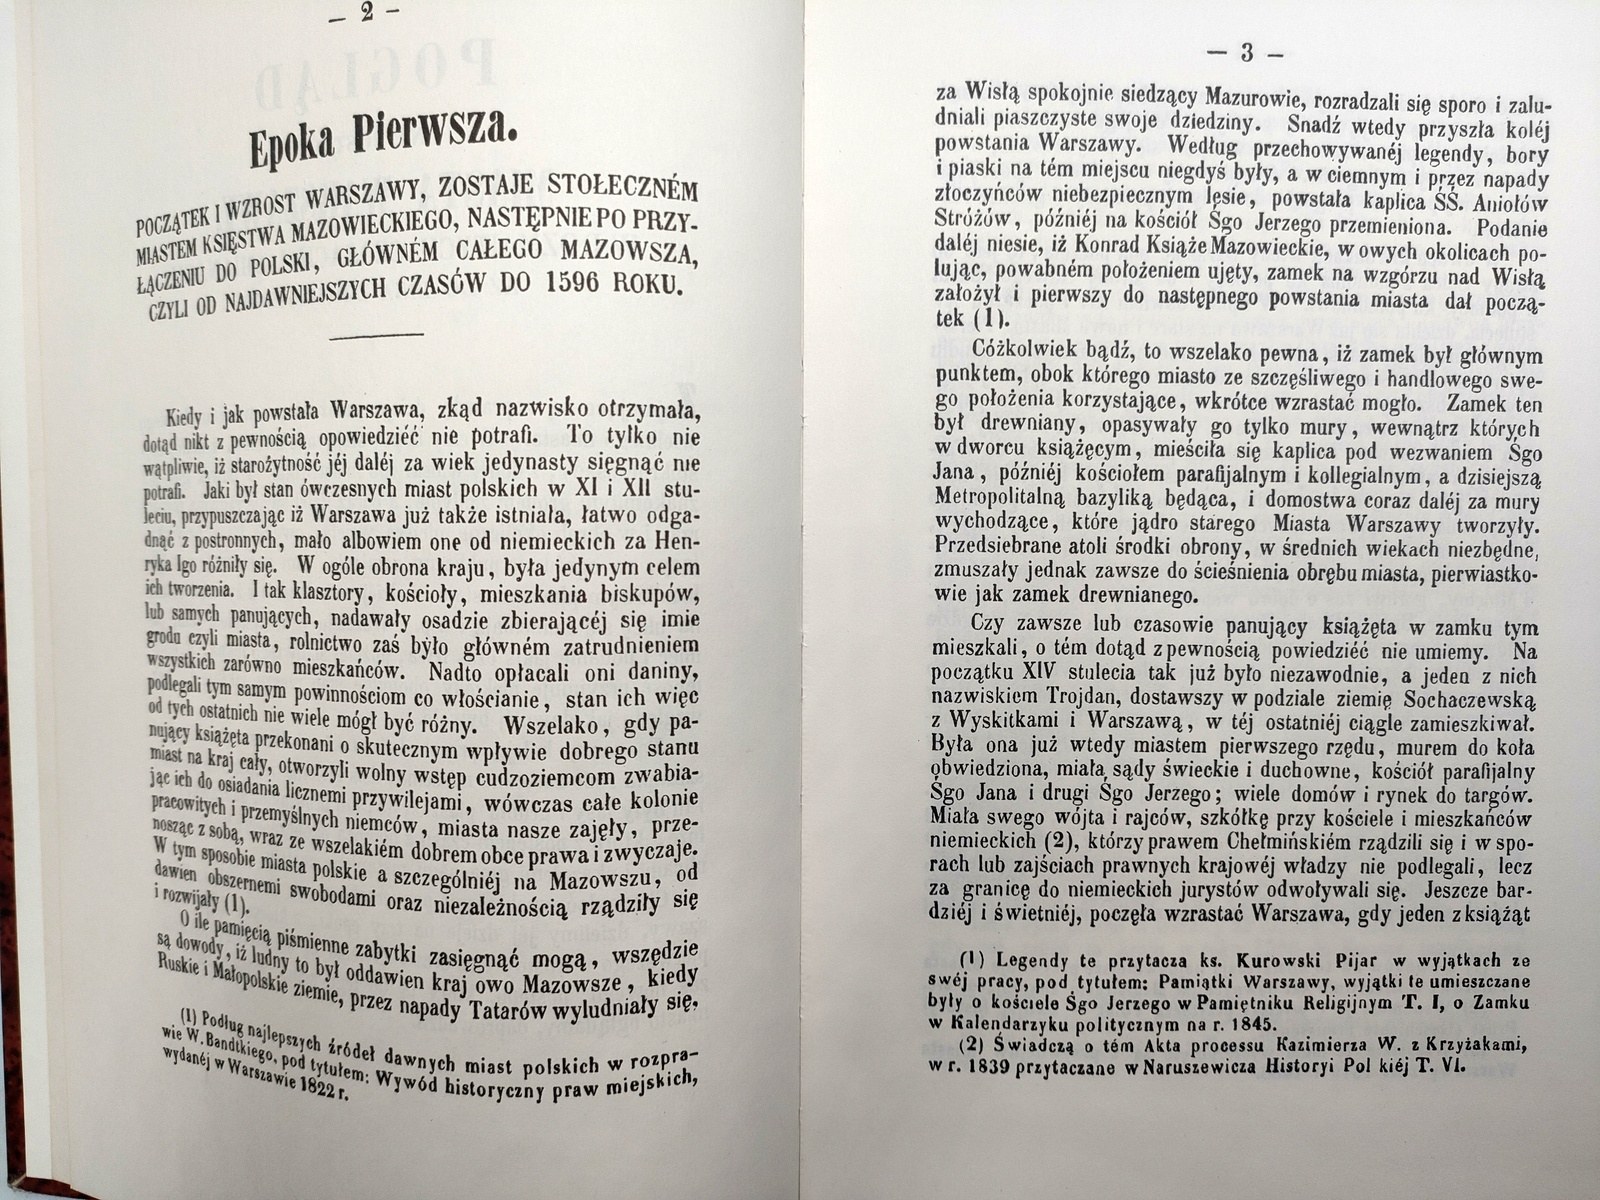 — 2 —
Epoka Pierwsza.
POCZĄTEK I WZROST WARSZAWY, ZOSTAJE STOŁECZNÉM
MIASTEM KSIĘSTWA MAZOWIECKIEGO, NASTĘPNIE PO PRZY-
ŁĄCZENIU DO POLSKI, GŁÓWNÉM CAŁEGO MAZOWSZA,
CZYLI OD NAJDAWNIEJSZYCH CZASÓW DO 1596 ROKU.
Kiedy i jak powstała Warszawa, zkąd nazwisko otrzymała,
dotąd nikt z pewnością opowiedziéć nie potrafi. To tylko nie
wątpliwie, iż starożytność jéj daléj za wiek jedynasty sięgnąć nie
potrafi. Jaki był stan ówczesnych miast polskich w XI i XII stu-
leciu, przypuszczając iż Warszawa już także istniała, łatwo odga-
dnąć z postronnych, mało albowiem one od niemieckich za Hen-
ryka Igo różniły się. W ogóle obrona kraju, była jedynym celem
ich tworzenia. I tak klasztory, kościoły, mieszkania biskupów,
lub samych panujących, nadawały osadzie zbierającéj się imie
grodu czyli miasta, rolnictwo zaś było główném zatrudnieniem
wszystkich zarówno mieszkańców. Nadto opłacali oni daniny,
podlegali tym samym powinnościom co włościanie, stan ich więc
od tych ostatnich nie wiele mógł być różny. Wszelako, gdy pa-
nujący książęta przekonani o skutecznym wpływie dobrego stanu
miast na kraj cały, otworzyli wolny wstęp cudzoziemcom zwabia-
jąc ich do osiadania licznemi przywilejami, wówczas całe kolonie
pracowitych i przemyślnych niemców, miasta nasze zajęły, prze-
nosząc z sobą, wraz ze wszelakiém dobrem obce prawa i zwyczaje.
W tym sposobie miasta polskie a szczególniéj na Mazowszu, od
dawien obszernemi swobodami oraz niezależnością rządziły się
i rozwijały (1).
O ile pamięcią piśmienne zabytki zasięgnąć mogą, wszędzie
są dowody, iż ludny to był oddawien kraj owo Mazowsze, kiedy
Ruskie i Małopolskie ziemie, przez napady Tatarów wyludniały się,
(1) Podług najlepszych źródeł dawnych miast polskich w rozpra-
wie W. Bandtkiego, pod tytułem: Wywód historyczny praw miejskich,
wydanéj w Warszawie 1822 r.
— 3 —
za Wisłą spokojnie siedzący Mazurowie, rozradzali się sporo i zalu-
dniali piaszczyste swoje dziedziny. Snadź wtedy przyszła koléj
powstania Warszawy. Według przechowywanéj legendy, bory
i piaski na tém miejscu niegdyś były, a w ciemnym i przez napady
złoczyńców niebezpiecznym lesie, powstała kaplica ŚŚ. Aniołów
Stróżów, późniéj na kościół Śgo Jerzego przemieniona. Podanie
daléj niesie, iż Konrad Książe Mazowieckie, w owych okolicach po-
lując, powabném położeniem ujęty, zamek na wzgórzu nad Wisłą
założył i pierwszy do następnego powstania miasta dał począ-
tek (1).
Cóżkolwiek bądź, to wszelako pewna, iż zamek był głównym
punktem, obok którego miasto ze szczęśliwego i handlowego swe-
go położenia korzystające, wkrótce wzrastać mogło. Zamek ten
był drewniany, opasywały go tylko mury, wewnątrz których
w dworcu książęcym, mieściła się kaplica pod wezwaniem Śgo
Jana, późniéj kościołem parafijalnym i kollegialnym, a dzisiejszą
Metropolitalną bazyliką będąca, i domostwa coraz daléj za mury
wychodzące, które jądro starego Miasta Warszawy tworzyły.
Przedsiebrane atoli środki obrony, w średnich wiekach niezbędne,
zmuszały jednak zawsze do ścieśnienia obrębu miasta, pierwiastko-
wie jak zamek drewnianego.
Czy zawsze lub czasowie panujący książęta w zamku tym
mieszkali, o tém dotąd z pewnością powiedziéć nie umiemy. Na
początku XIV stulecia tak już było niezawodnie, a jeden z nich
nazwiskiem Trojdan, dostawszy w podziale ziemię Sochaczewską
z Wyskitkami i Warszawą, w téj ostatniéj ciągle zamieszkiwał.
Była ona już wtedy miastem pierwszego rzędu, murem do koła
obwiedziona, miała sądy świeckie i duchowne, kościół parafijalny
Śgo Jana i drugi Śgo Jerzego; wiele domów i rynek do targów.
Miała swego wójta i rajców, szkółkę przy kościele i mieszkańców
niemieckich (2), którzy prawem Chełmińskiém rządzili się i w spo-
rach lub zajściach prawnych krajowéj władzy nie podlegali, lecz
za granicę do niemieckich jurystów odwoływali się. Jeszcze bar-
dziéj i świetniéj, poczęła wzrastać Warszawa, gdy jeden z książąt
(1) Legendy te przytacza ks. Kurowski Pijar w wyjątkach ze
swéj pracy, pod tytułem: Pamiątki Warszawy, wyjątki te umieszczane
były o kościele Śgo Jerzego w Pamiętniku Religijnym T. I, o Zamku
w Kalendarzyku politycznym na r. 1845.
(2) Świadczą o tém Akta processu Kazimierza W. z Krzyżakami,
w r. 1839 przytaczane w Naruszewicza Historyi Pol kiéj T. VI.